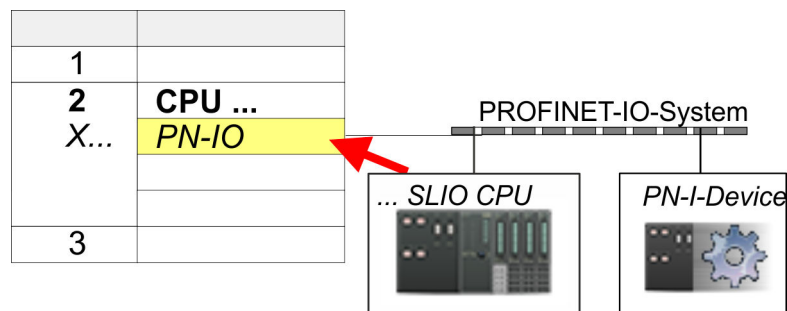 1
2 CPU ...
X... PN-IO
3
PROFINET-IO-System
... SLIO CPU
PN-I-Device